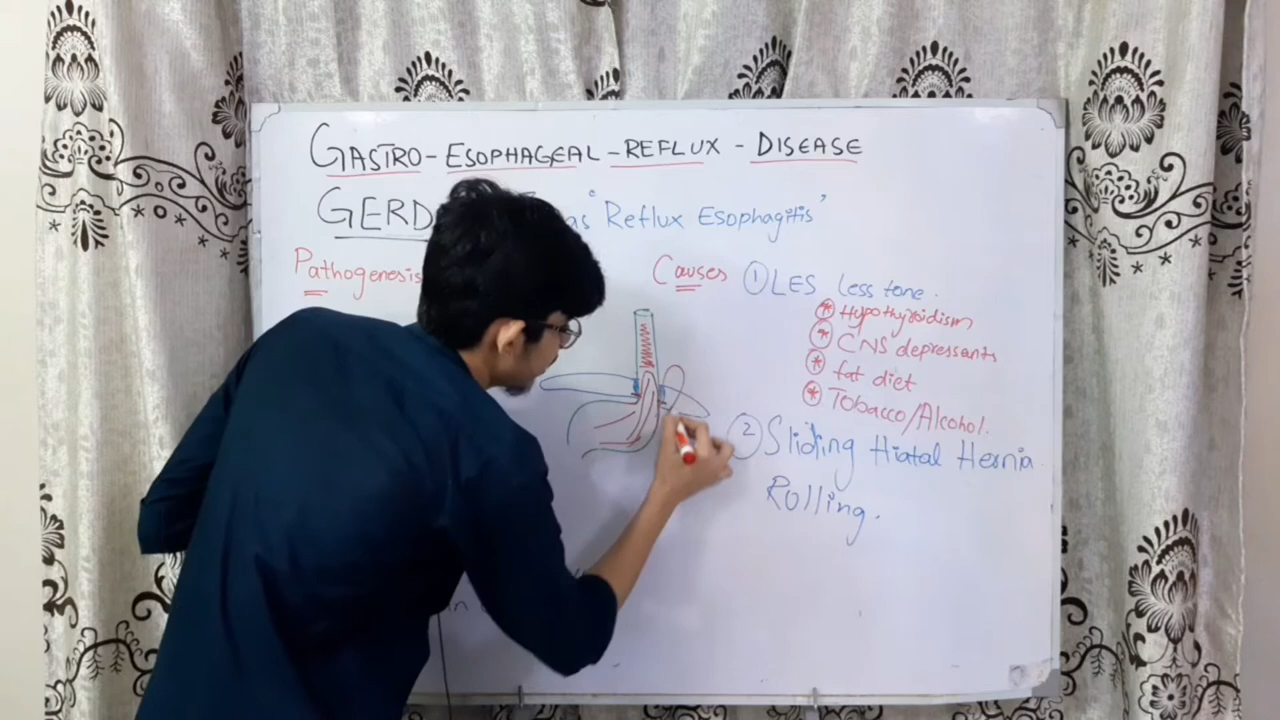 GASTRO-ESOPHAGEAL-REFLUX-DISEASE
GERD as "Reflux Esophagitis"
Pathogenesis
Causes ① LES less tone.
* Hypothyroidism
* CNS depressants
* fat diet
* Tobacco/Alcohol.
② Sliding Hiatal Hernia
Rolling.